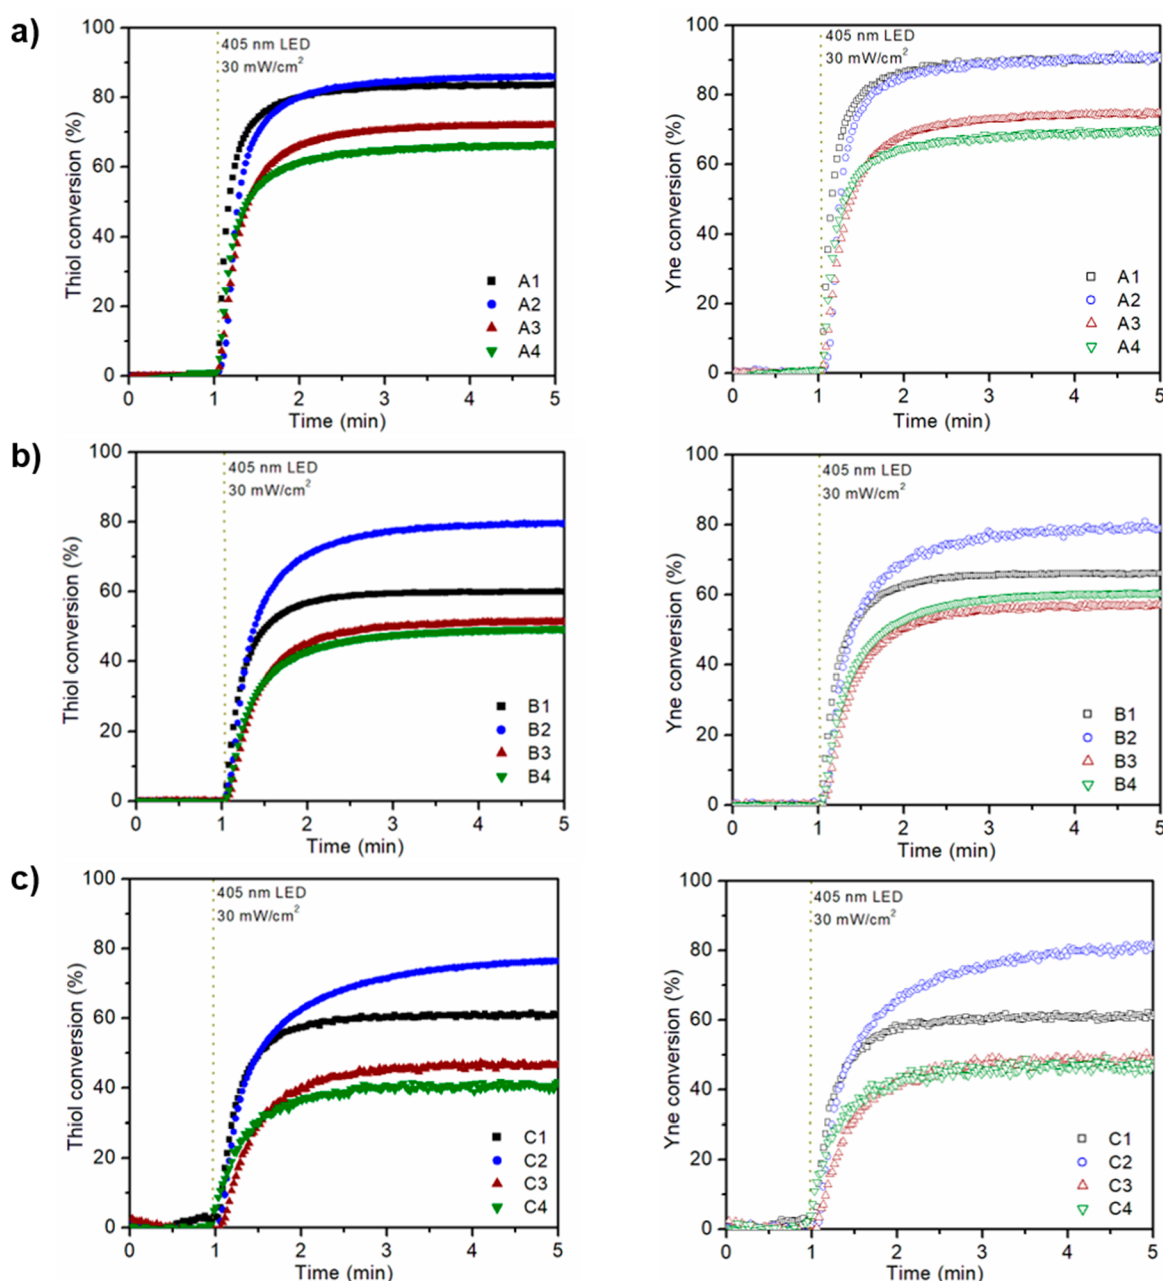 a)
100
80
60
40
20
0
Thiol conversion (%)
405 nm LED
30 mW/cm²
A1
A2
A3
A4
0 1 2 3 4 5
Time (min)
100
80
60
40
20
0
Yne conversion (%)
405 nm LED
30 mW/cm²
A1
A2
A3
A4
0 1 2 3 4 5
Time (min)
b)
100
80
60
40
20
0
Thiol conversion (%)
405 nm LED
30 mW/cm²
B1
B2
B3
B4
0 1 2 3 4 5
Time (min)
100
80
60
40
20
0
Yne conversion (%)
405 nm LED
30 mW/cm²
B1
B2
B3
B4
0 1 2 3 4 5
Time (min)
c)
100
80
60
40
20
0
Thiol conversion (%)
405 nm LED
30 mW/cm²
C1
C2
C3
C4
0 1 2 3 4 5
Time (min)
100
80
60
40
20
0
Yne conversion (%)
405 nm LED
30 mW/cm²
C1
C2
C3
C4
0 1 2 3 4 5
Time (min)